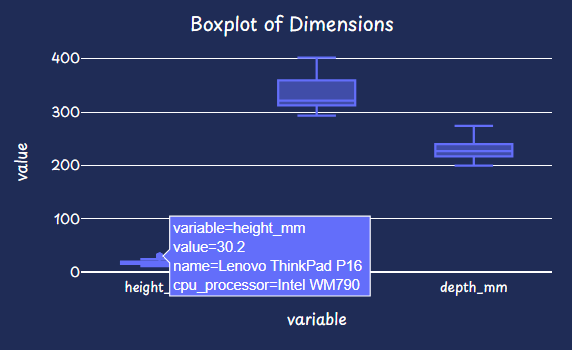 Boxplot of Dimensions
400
300
200
100
0
value
variable=height_mm
value=30.2
name=Lenovo ThinkPad P16
cpu_processor=Intel WM790
height_
depth_mm
variable